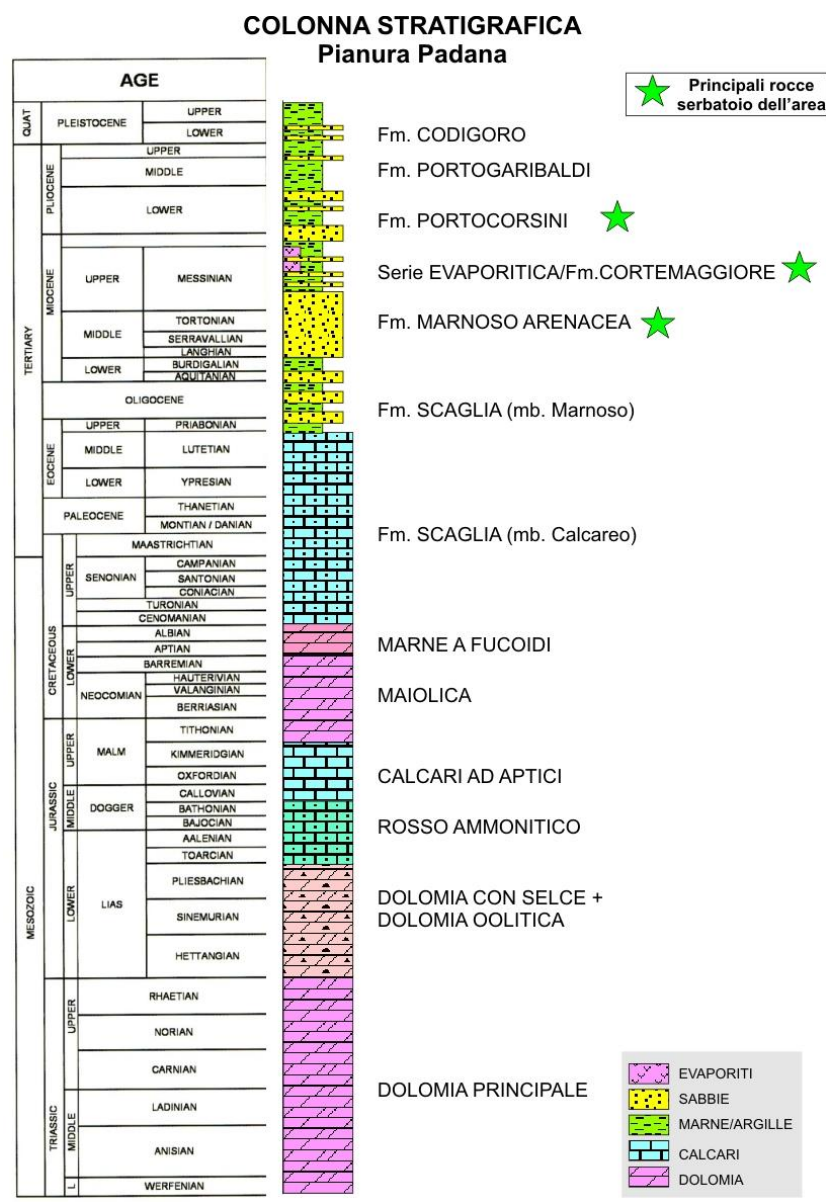 COLONNA STRATIGRAFICA
Pianura Padana
AGE
Principali rocce
serbatoio dell'area
QUAT
PLEISTOCENE
UPPER
LOWER
Fm. CODIGORO
TERTIARY
PLIOCENE
UPPER
MIDDLE
LOWER
Fm. PORTOGARIBALDI
Fm. PORTOCORSINI
MIOCENE
UPPER
MESSINIAN
Serie EVAPORITICA/Fm.CORTEMAGGIORE
MIDDLE
TORTONIAN
SERRAVALLIAN
LANGHIAN
Fm. MARNOSO ARENACEA
LOWER
BURDIGALIAN
AQUITANIAN
OLIGOCENE
Fm. SCAGLIA (mb. Marnoso)
EOCENE
UPPER
PRIABONIAN
MIDDLE
LUTETIAN
LOWER
YPRESIAN
PALEOCENE
THANETIAN
MONTIAN / DANIAN
Fm. SCAGLIA (mb. Calcareo)
MESOZOIC
CRETACEOUS
UPPER
MAASTRICHTIAN
SENONIAN
CAMPANIAN
SANTONIAN
CONIACIAN
TURONIAN
CENOMANIAN
LOWER
ALBIAN
APTIAN
BARREMIAN
MARNE A FUCOIDI
NEOCOMIAN
HAUTERIVIAN
VALANGINIAN
BERRIASIAN
MAIOLICA
JURASSIC
UPPER
MALM
TITHONIAN
KIMMERIDGIAN
OXFORDIAN
CALCARI AD APTICI
MIDDLE
DOGGER
CALLOVIAN
BATHONIAN
BAJOCIAN
ROSSO AMMONITICO
LOWER
LIAS
AALENIAN
TOARCIAN
PLIESBACHIAN
SINEMURIAN
HETTANGIAN
DOLOMIA CON SELCE +
DOLOMIA OOLITICA
TRIASSIC
UPPER
RHAETIAN
NORIAN
CARNIAN
MIDDLE
LADINIAN
ANISIAN
L
WERFENIAN
DOLOMIA PRINCIPALE
EVAPORITI
SABBIE
MARNE/ARGILLE
CALCARI
DOLOMIA